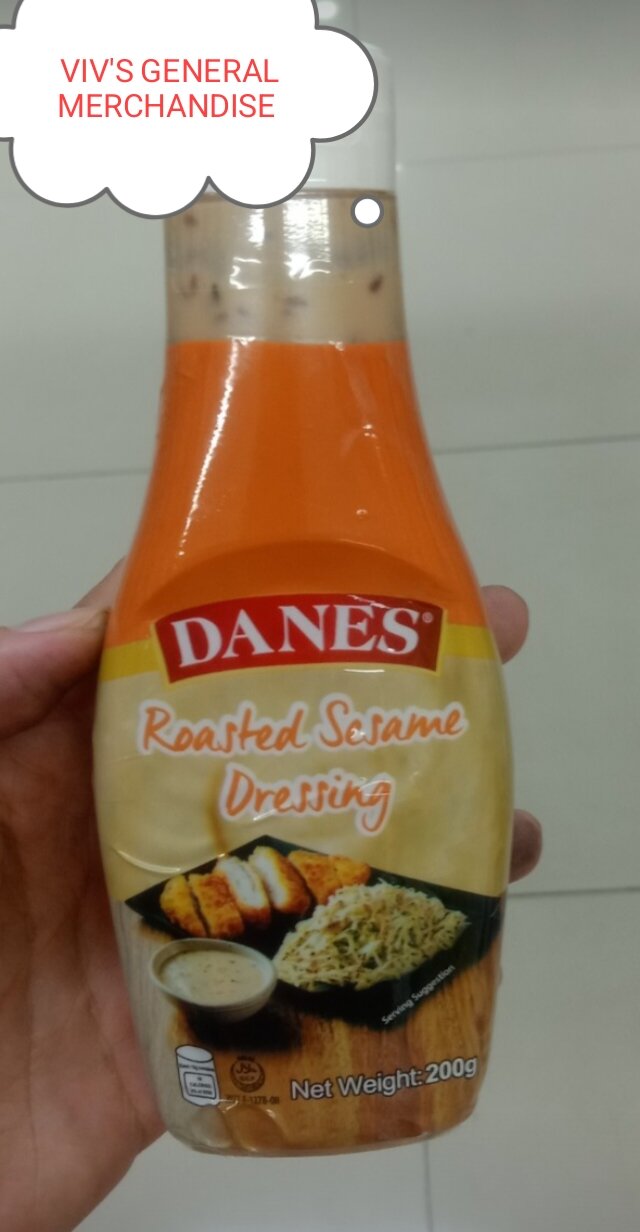 VIV'S GENERAL
MERCHANDISE
DANES®
Roasted Sesame
Dressing
Serving Suggestion
Net Weight: 200g